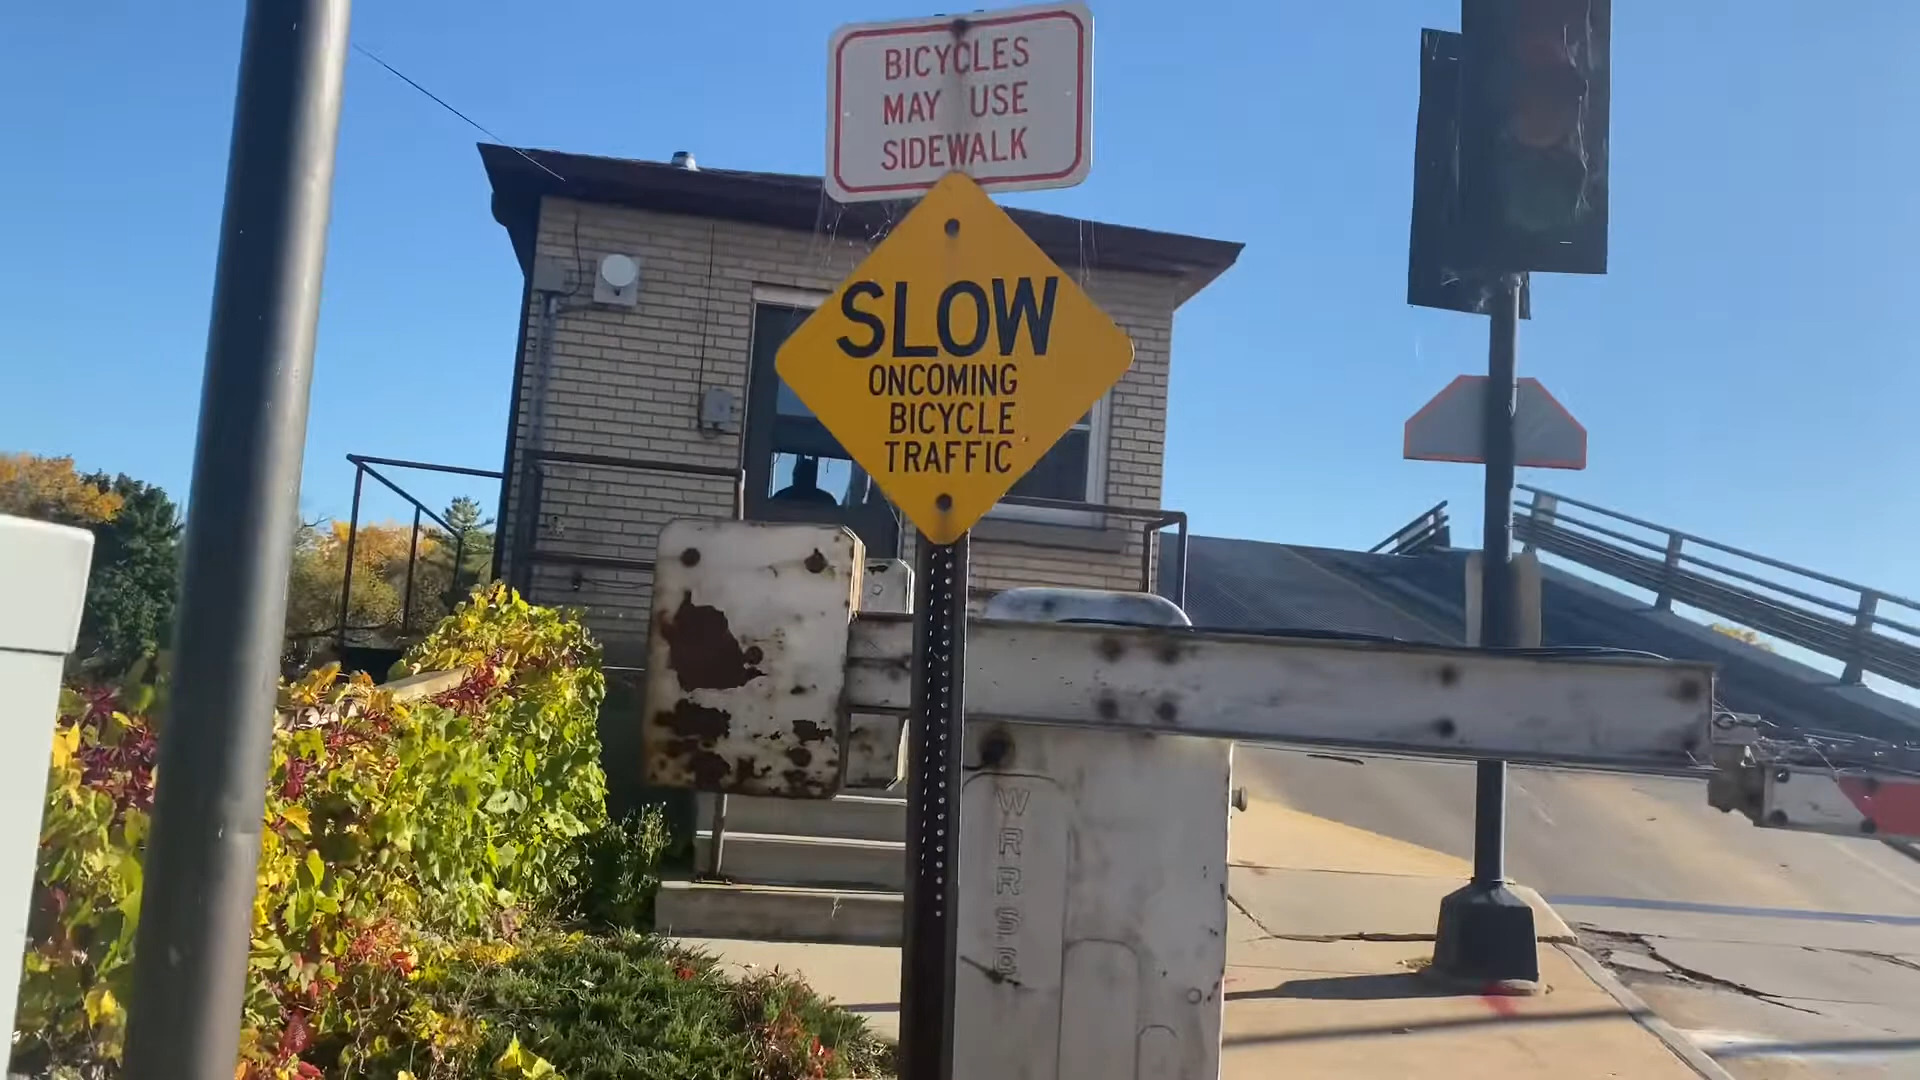 BICYCLES
MAY USE
SIDEWALK
SLOW
ONCOMING
BICYCLE
TRAFFIC
WRRS